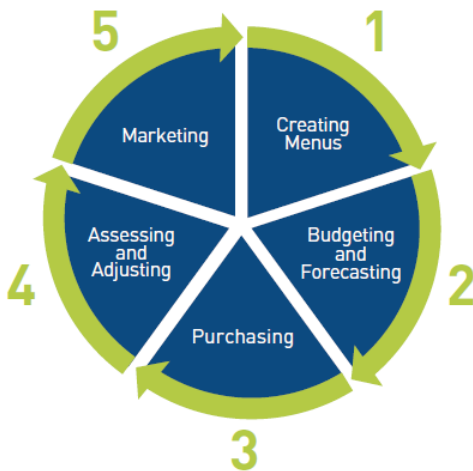 1
Creating
Menus
2
Budgeting
and
Forecasting
3
Purchasing
4
Assessing
and
Adjusting
5
Marketing